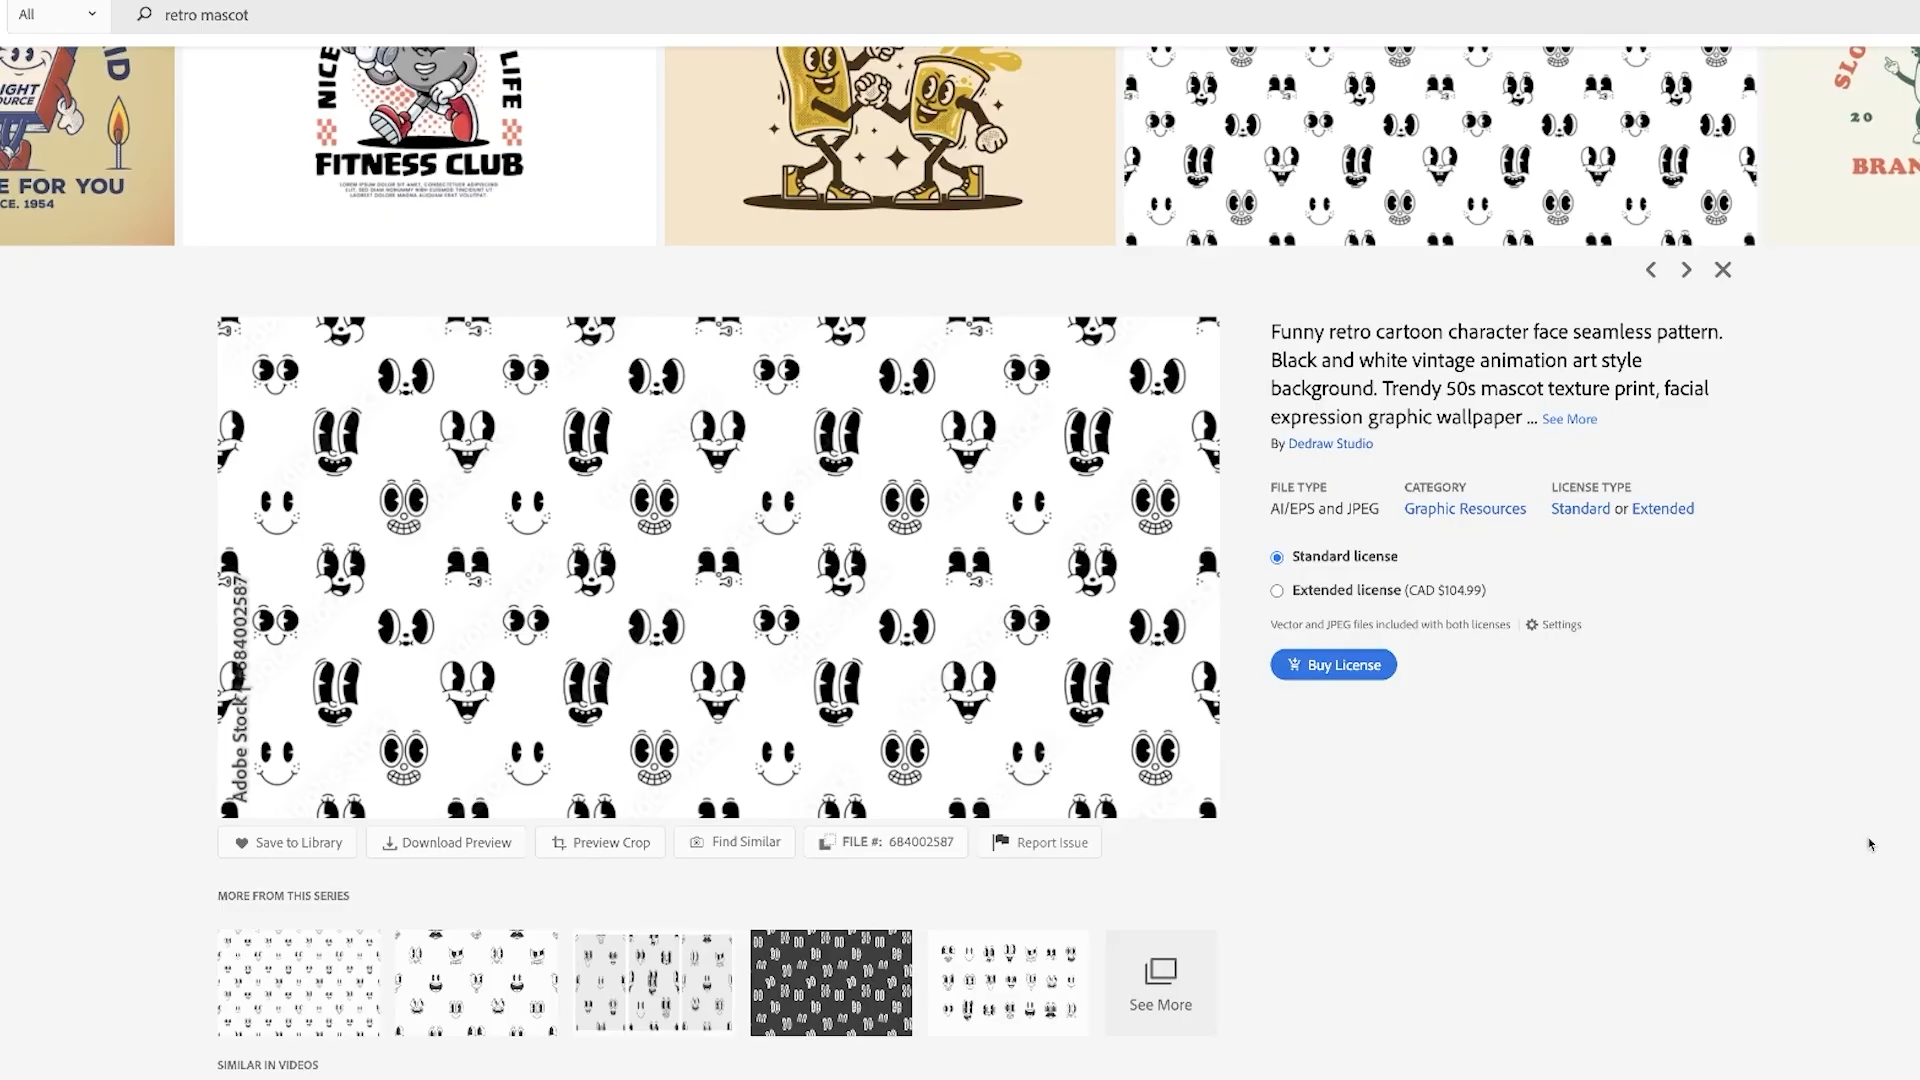 All
retro mascot
NICE
LIFE
FITNESS CLUB
IGHT
OURCE
E FOR YOU
CE. 1954
SLO
20
BRAN
Funny retro cartoon character face seamless pattern.
Black and white vintage animation art style
background. Trendy 50s mascot texture print, facial
expression graphic wallpaper ... See More
By Dedraw Studio
FILE TYPE CATEGORY LICENSE TYPE
AI/EPS and JPEG Graphic Resources Standard or Extended
Standard license
Extended license (CAD $104.99)
Vector and JPEG files included with both licenses | Settings
Buy License
Adobe Stock | #684002587
Save to Library
Download Preview
Preview Crop
Find Similar
FILE #: 684002587
Report Issue
MORE FROM THIS SERIES
See More
SIMILAR IN VIDEOS